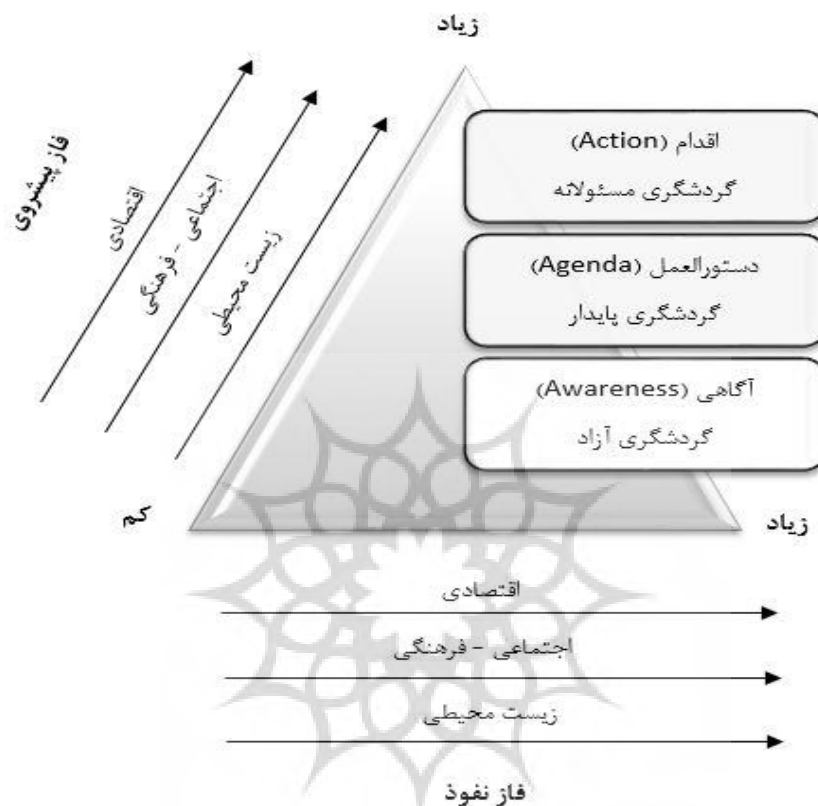 زیاد
فاز پیشروی
اقتصادی
اجتماعی - فرهنگی
زیست محیطی
اقدام (Action)
گردشگری مسئولانه
دستورالعمل (Agenda)
گردشگری پایدار
آگاهی (Awareness)
گردشگری آزاد
کم
زیاد
اقتصادی
اجتماعی - فرهنگی
زیست محیطی
فاز نفوذ